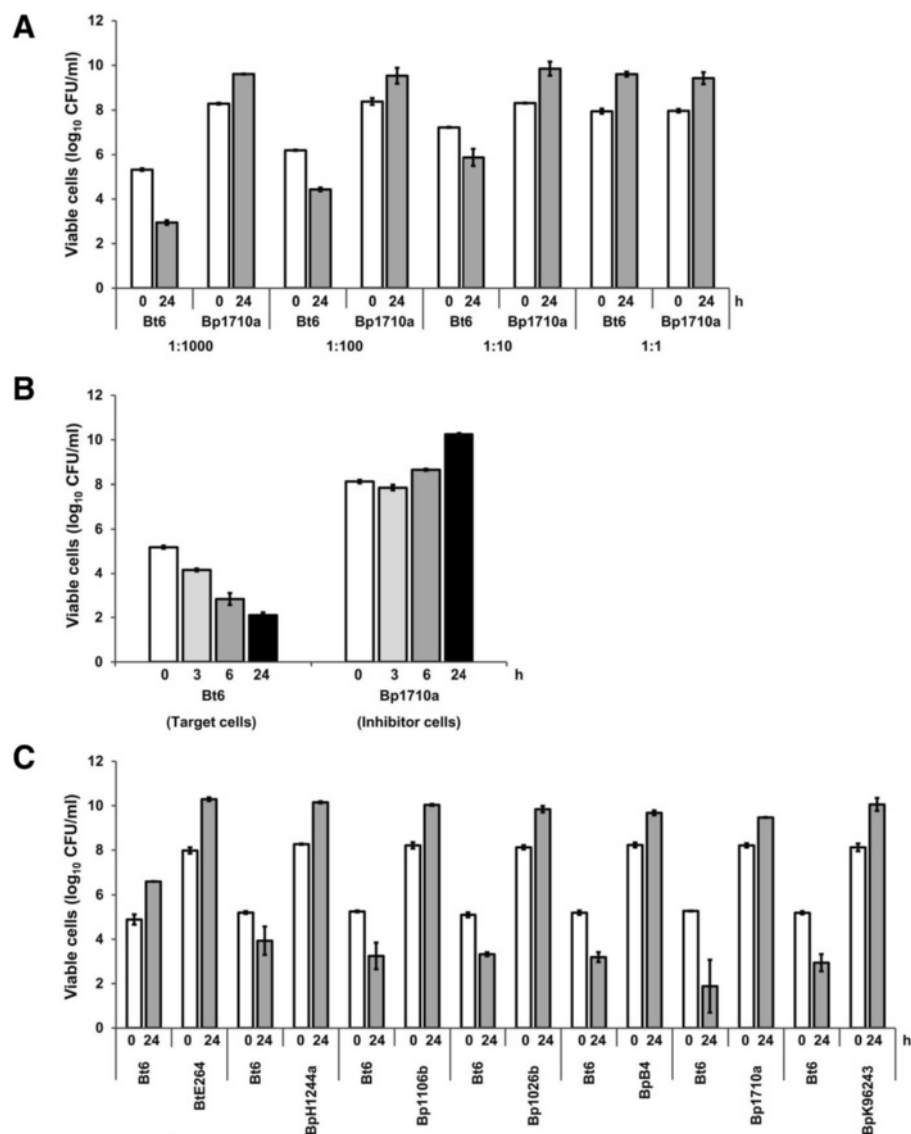 A
Viable cells (log10 CFU/ml)
12
10
8
6
4
2
0
0 24 0 24 0 24 0 24 0 24 0 24 0 24 0 24 h
Bt6 Bp1710a Bt6 Bp1710a Bt6 Bp1710a Bt6 Bp1710a
1:1000 1:100 1:10 1:1
B
Viable cells (log10 CFU/ml)
12
10
8
6
4
2
0
0 3 6 24 0 3 6 24 h
Bt6 Bp1710a
(Target cells) (Inhibitor cells)
C
Viable cells (log10 CFU/ml)
12
10
8
6
4
2
0
0 24 0 24 0 24 0 24 0 24 0 24 0 24 0 24 0 24 0 24 0 24 0 24 0 24 0 24 h
Bt6 BtE264 Bt6 BpH1244a Bt6 Bp1106b Bt6 Bp1026b Bt6 BpB4 Bt6 Bp1710a Bt6 BpK96243